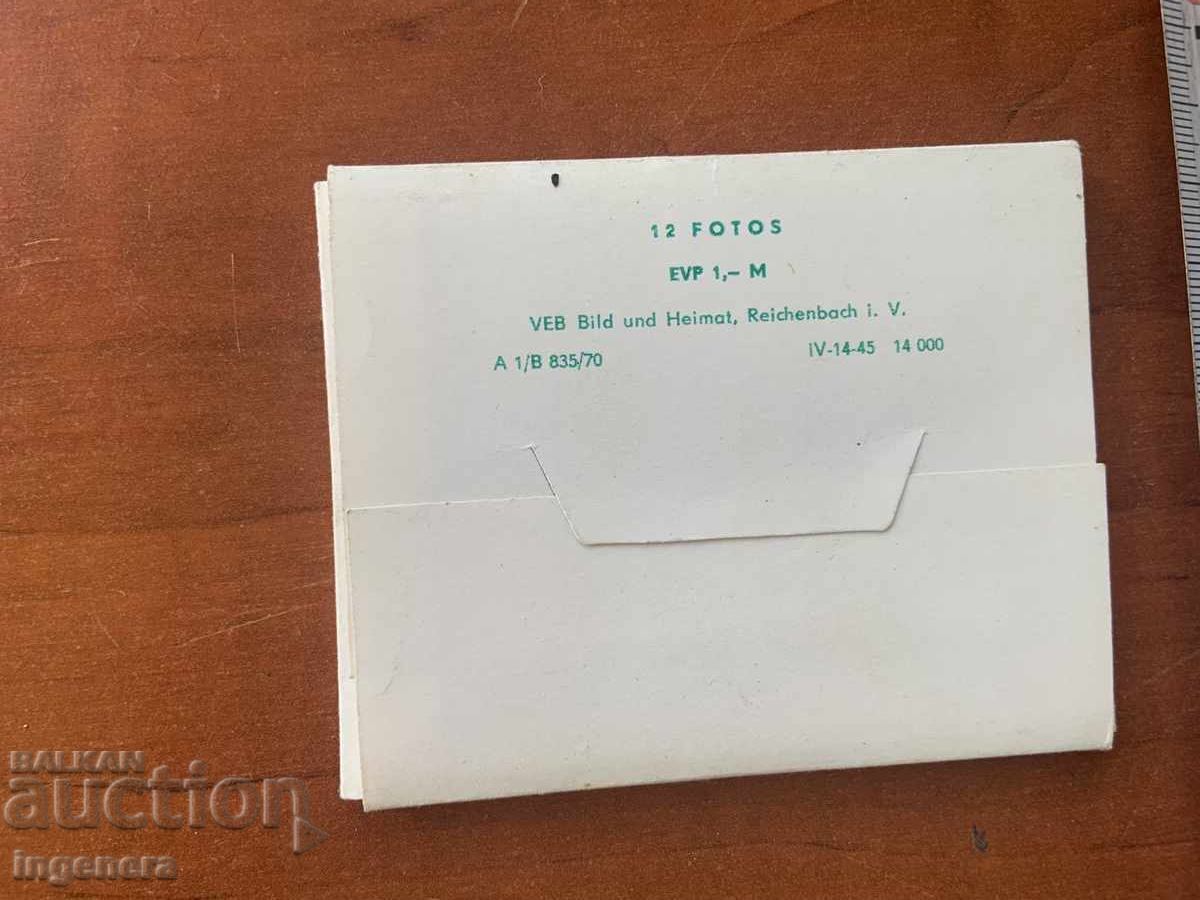 12 FOTOS
EVP 1,– M
VEB Bild und Heimat, Reichenbach i. V.
A 1/B 835/70 IV-14-45 14 000
BALKAN
auction
ingenera